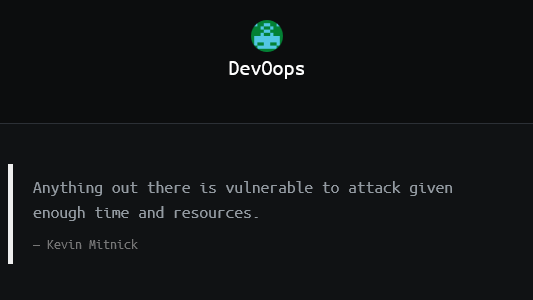 DevOops
Anything out there is vulnerable to attack given
enough time and resources.
— Kevin Mitnick